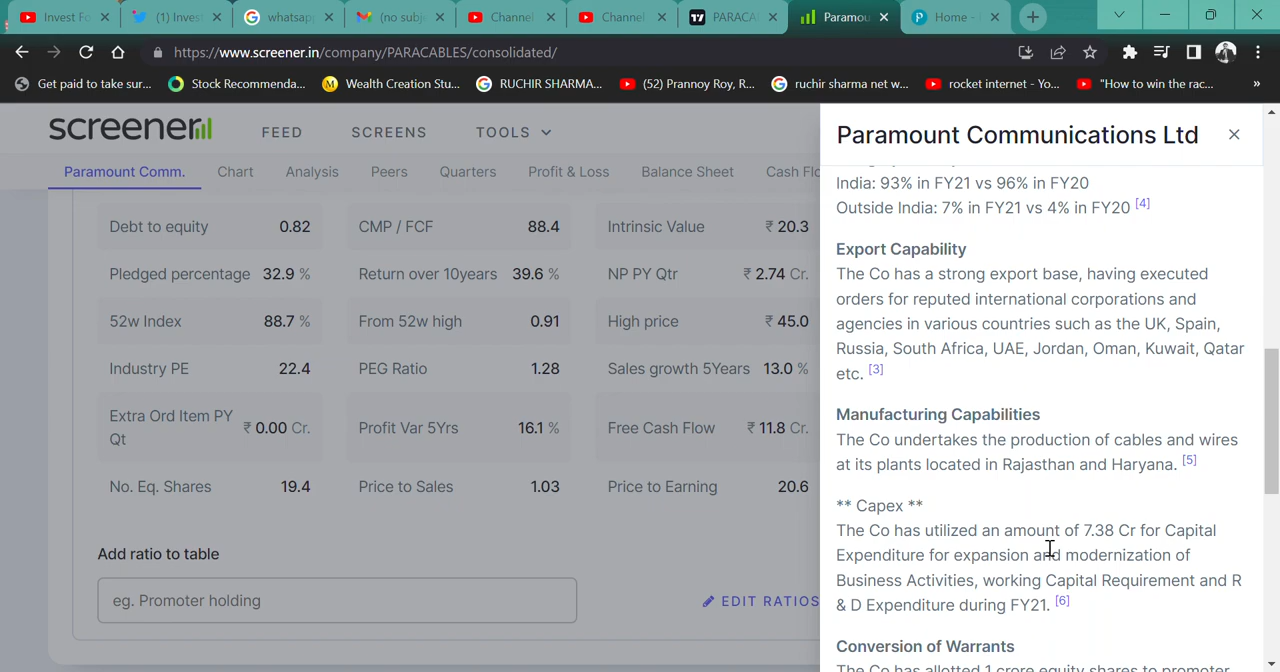 Invest Fo
(1) Invest
whatsap
(no subj
Channel
Channel
PARACA
Paramou
Home -
https://www.screener.in/company/PARACABLES/consolidated/
Get paid to take sur...
Stock Recommenda...
Wealth Creation Stu...
RUCHIR SHARMA...
(52) Prannoy Roy, R...
ruchir sharma net w...
rocket internet - Yo...
"How to win the rac...
»
screener
FEED
SCREENS
TOOLS
Paramount Comm.
Chart
Analysis
Peers
Quarters
Profit & Loss
Balance Sheet
Cash Flo
Debt to equity 0.82
CMP / FCF 88.4
Intrinsic Value ₹ 20.3
Pledged percentage 32.9 %
Return over 10years 39.6 %
NP PY Qtr ₹ 2.74 Cr.
52w Index 88.7 %
From 52w high 0.91
High price ₹ 45.0
Industry PE 22.4
PEG Ratio 1.28
Sales growth 5Years 13.0 %
Extra Ord Item PY
Qt
₹ 0.00 Cr.
Profit Var 5Yrs 16.1 %
Free Cash Flow ₹ 11.8 Cr.
No. Eq. Shares 19.4
Price to Sales 1.03
Price to Earning 20.6
Add ratio to table
eg. Promoter holding
EDIT RATIOS
Paramount Communications Ltd
India: 93% in FY21 vs 96% in FY20
Outside India: 7% in FY21 vs 4% in FY20 [4]
Export Capability
The Co has a strong export base, having executed
orders for reputed international corporations and
agencies in various countries such as the UK, Spain,
Russia, South Africa, UAE, Jordan, Oman, Kuwait, Qatar
etc. [3]
Manufacturing Capabilities
The Co undertakes the production of cables and wires
at its plants located in Rajasthan and Haryana. [5]
** Capex **
The Co has utilized an amount of 7.38 Cr for Capital
Expenditure for expansion and modernization of
Business Activities, working Capital Requirement and R
& D Expenditure during FY21. [6]
Conversion of Warrants
The Co has allotted 1 crore equity shares to promoter